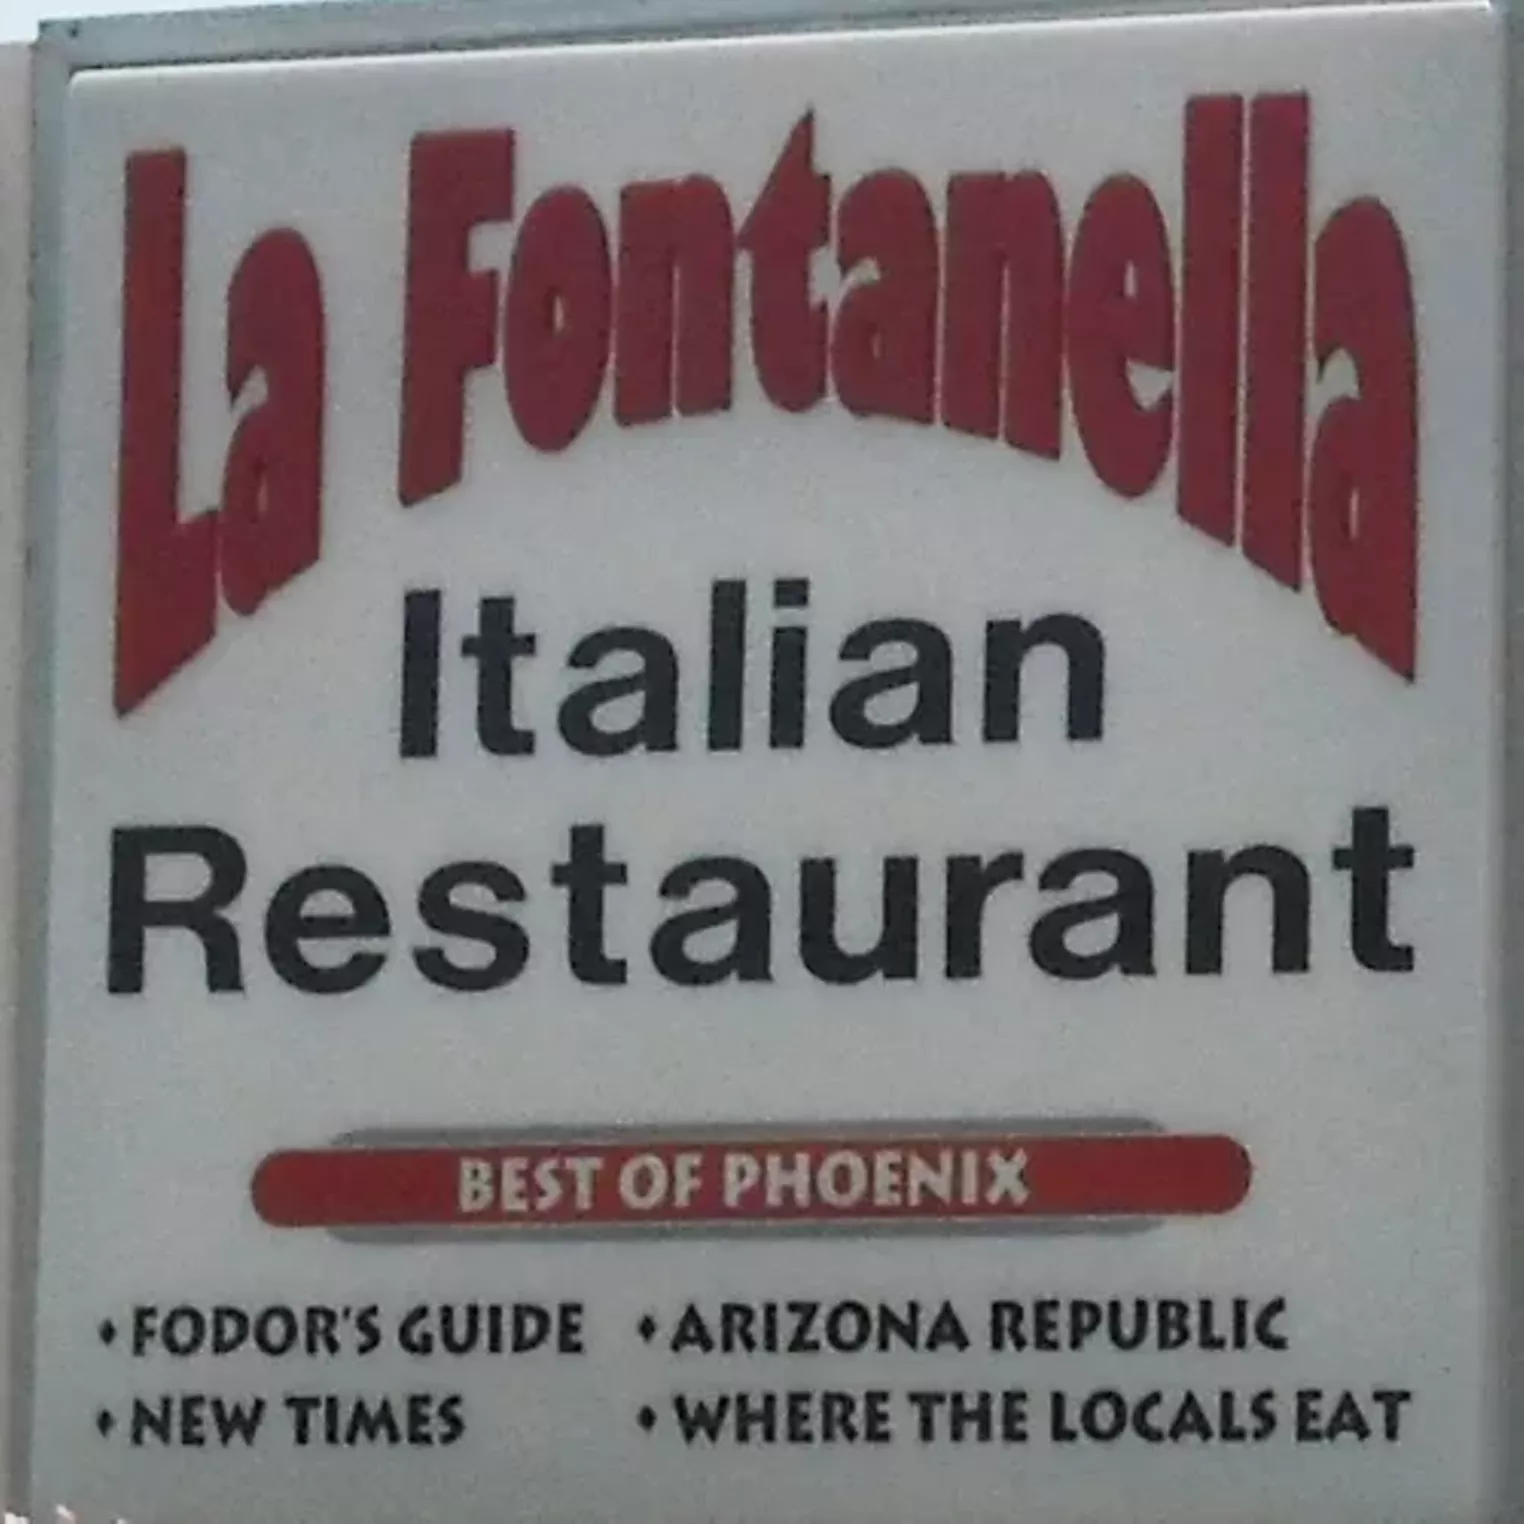 La Fontanella
Italian
Restaurant
BEST OF PHOENIX
• FODOR'S GUIDE • ARIZONA REPUBLIC
• NEW TIMES • WHERE THE LOCALS EAT